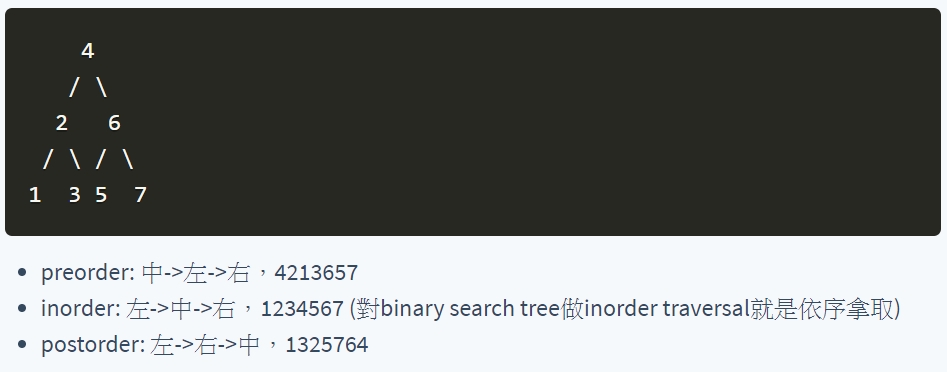 4
/ \
2 6
/ \ / \
1 3 5 7
preorder: 中->左->右，4213657
inorder: 左->中->右，1234567 (對binary search tree做inorder traversal就是依序拿取)
postorder: 左->右->中，1325764